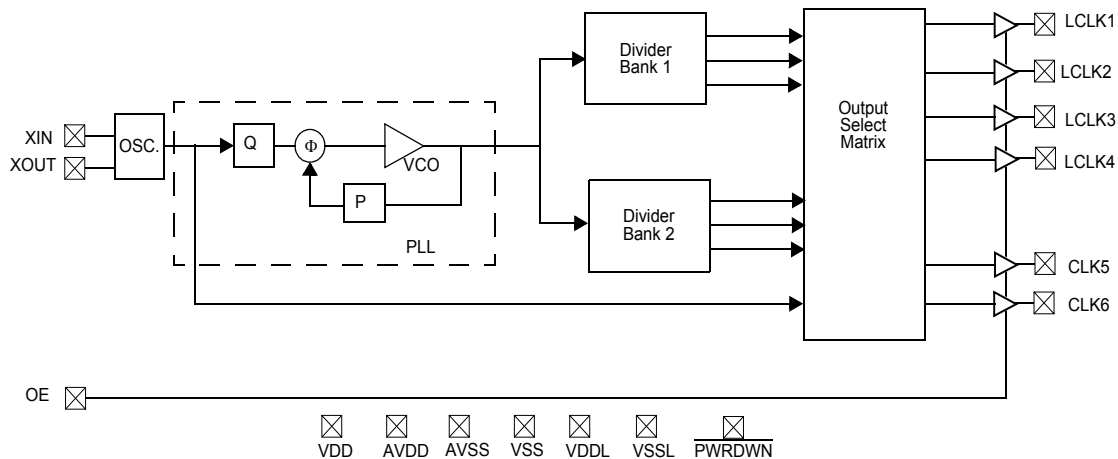 LCLK1
Divider
Bank 1
LCLK2
Output
Select
Matrix
LCLK3
XIN
OSC.
Q
Φ
VCO
XOUT
LCLK4
P
Divider
Bank 2
PLL
CLK5
CLK6
OE
VDD
AVDD
AVSS
VSS
VDDL
VSSL
PWRDWN